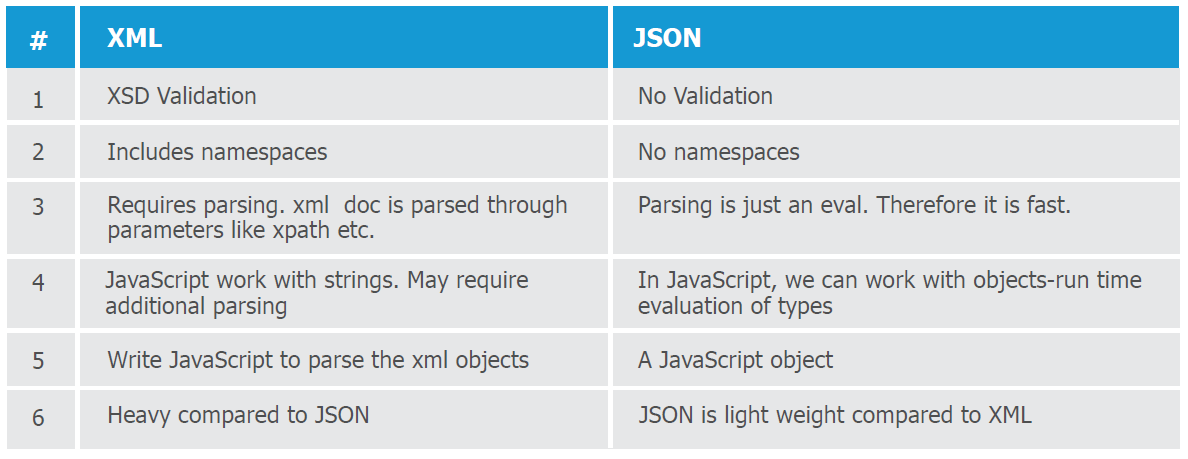 # XML JSON
1 XSD Validation No Validation
2 Includes namespaces No namespaces
3 Requires parsing. xml doc is parsed through Parsing is just an eval. Therefore it is fast.
parameters like xpath etc.
4 JavaScript work with strings. May require In JavaScript, we can work with objects-run time
additional parsing evaluation of types
5 Write JavaScript to parse the xml objects A JavaScript object
6 Heavy compared to JSON JSON is light weight compared to XML